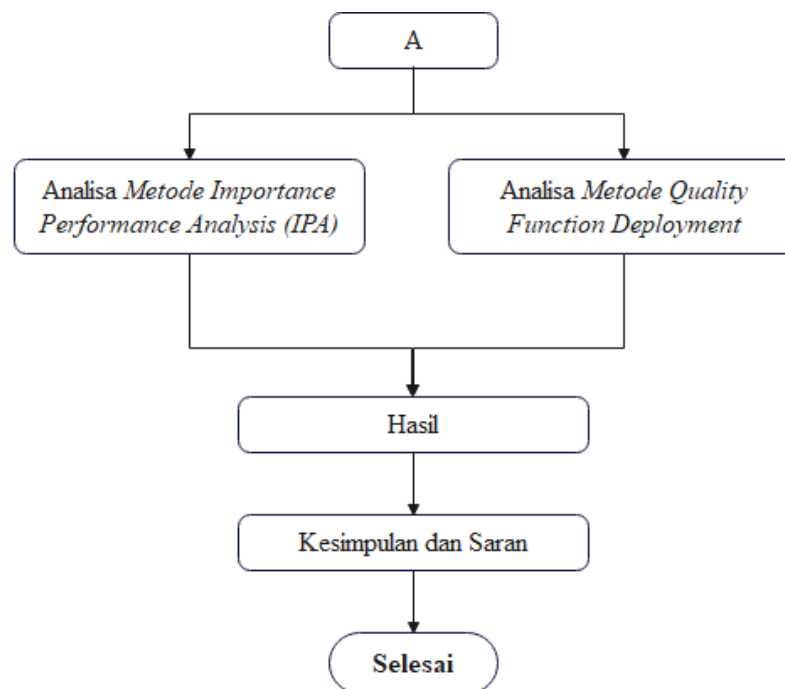 A
Analisa Metode Importance
Performance Analysis (IPA)
Analisa Metode Quality
Function Deployment
Hasil
Kesimpulan dan Saran
Selesai